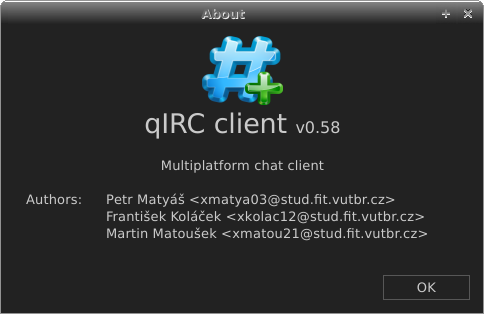 About
qIRC client v0.58
Multiplatform chat client
Authors: Petr Matyáš <xmatya03@stud.fit.vutbr.cz>
František Koláček <xkolac12@stud.fit.vutbr.cz>
Martin Matoušek <xmatou21@stud.fit.vutbr.cz>
OK